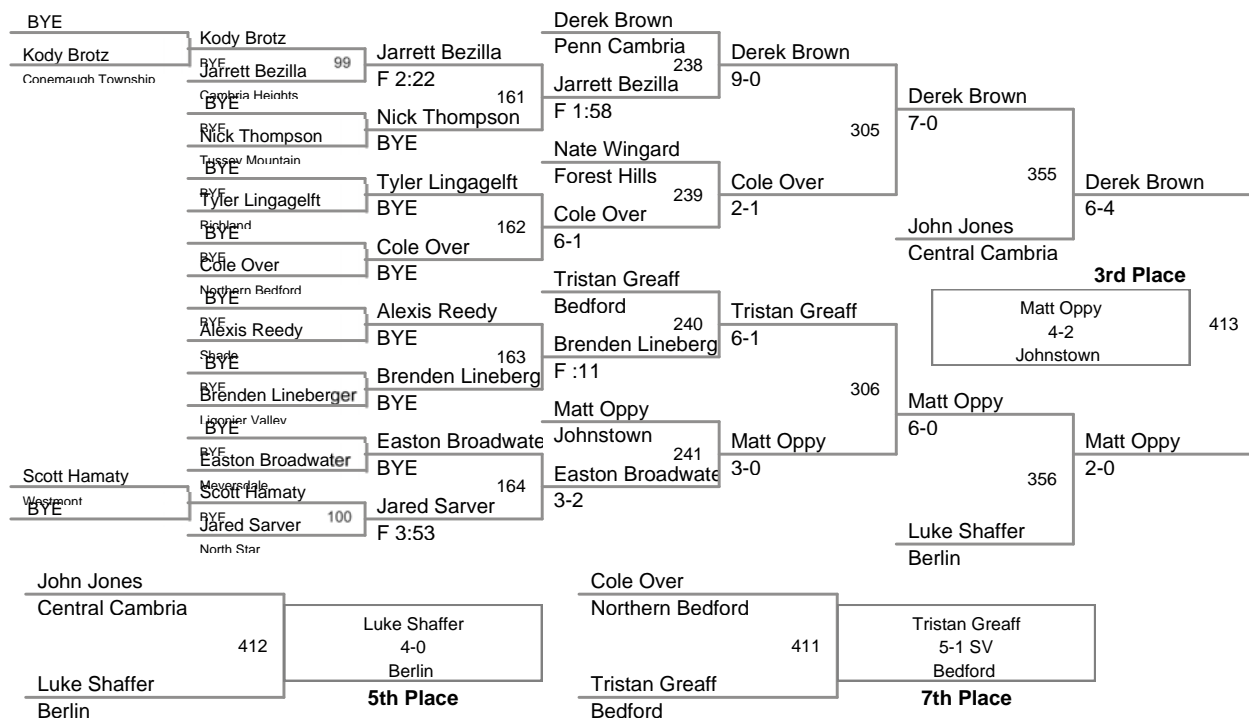 BYE
Kody Brotz
Conemaugh Township
Kody Brotz
BYE
99
Jarrett Bezilla
Cambria Heights
BYE
BYE
Nick Thompson
Tussey Mountain
BYE
BYE
Tyler Lingagelft
Richland
BYE
BYE
Cole Over
Northern Bedford
BYE
BYE
Alexis Reedy
Shade
BYE
BYE
Brenden Lineberger
Ligonier Valley
BYE
BYE
Easton Broadwater
Meyersdale
Scott Hamaty
Westmont
BYE
Scott Hamaty
BYE
100
Jared Sarver
North Star
Jarrett Bezilla
F 2:22
161
Nick Thompson
BYE
Tyler Lingagelft
BYE
162
Cole Over
BYE
Alexis Reedy
BYE
163
Brenden Lineberg
BYE
Easton Broadwate
BYE
164
Jared Sarver
F 3:53
Derek Brown
Penn Cambria
238
Jarrett Bezilla
F 1:58
Nate Wingard
Forest Hills
239
Cole Over
6-1
Tristan Greaff
Bedford
240
Brenden Lineberg
F :11
Matt Oppy
Johnstown
241
Easton Broadwate
3-2
Derek Brown
9-0
305
Cole Over
2-1
Tristan Greaff
6-1
306
Matt Oppy
3-0
Derek Brown
7-0
355
John Jones
Central Cambria
Matt Oppy
6-0
356
Luke Shaffer
Berlin
Derek Brown
6-4
3rd Place
Matt Oppy
4-2
Johnstown
413
Matt Oppy
2-0
John Jones
Central Cambria
412
Luke Shaffer
Berlin
Luke Shaffer
4-0
Berlin
5th Place
Cole Over
Northern Bedford
411
Tristan Greaff
Bedford
Tristan Greaff
5-1 SV
Bedford
7th Place